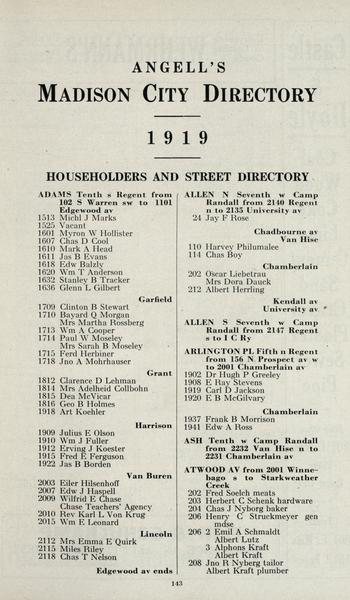 ANGELL'S
MADISON CITY DIRECTORY
1919
HOUSEHOLDERS AND STREET DIRECTORY
ADAMS Tenth s Regent from
102 S Warren sw to 1101
Edgewood av
1513 Michl J Marks
1525 Vacant
1601 Myron W Hollister
1607 Chas D Cool
1610 Mark A Head
1611 Jas B Evans
1618 Edw Balzly
1620 Wm T Anderson
1632 Stanley B Tracker
1636 Glenn L Gilbert
Garfield
1709 Clinton B Stewart
1710 Bayard Q Morgan
Mrs Martha Rossberg
1713 Wm A Cooper
1714 Paul W Moseley
Mrs Sarah B Moseley
1715 Ferd Herbiner
1718 Jno A Mohrhauser
Grant
1812 Clarence D Lehman
1814 Mrs Adelheid Collbohn
1815 Dea McVicar
1816 Geo B Holmes
1918 Art Koehler
Harrison
1909 Julius E Olson
1910 Wm J Fuller
1912 Erving J Koester
1915 Fred E Ferguson
1922 Jas B Borden
Van Buren
2003 Eiler Hilsenhoff
2007 Edw J Haspell
2009 Wilfrid E Chase
Chase Teachers' Agency
2010 Rev Karl L Von Krug
2015 Wm E Leonard
Lincoln
2112 Mrs Emma E Quirk
2115 Miles Riley
2118 Chas T Nelson
Edgewood av ends
ALLEN N Seventh w Camp
Randall from 2140 Regent
n to 2135 University av
24 Jay F Rose
Chadbourne av
Van Hise
110 Harvey Philumalee
114 Chas Boy
Chamberlain
202 Oscar Liebetrau
Mrs Dora Dauck
212 Albert Herrling
Kendall av
University av
ALLEN S Seventh w Camp
Randall from 2147 Regent
s to I C Ry
ARLINGTON PL Fifth n Regent
from 156 N Prospect av w
to 2001 Chamberlain av
1902 Dr Hugh P Greeley
1908 E Ray Stevens
1919 Carl D Jackson
1920 E B McGilvary
Chamberlain
1937 Frank B Morrison
1941 Edw A Ross
ASH Tenth w Camp Randall
from 2232 Van Hise n to
2231 Chamberlain av
ATWOOD AV from 2001 Winne-
bago s to Starkweather
Creek
202 Fred Soelch meats
203 Herbert C Schenk hardware
204 Chas J Nyborg baker
206 Henry C Struckmeyer gen
mdse
206 2 Emil A Schmaldt
Albert Lutz
3 Alphons Kraft
Albert Kraft
208 Jno R Nyberg tailor
Albert Kraft plumber
143